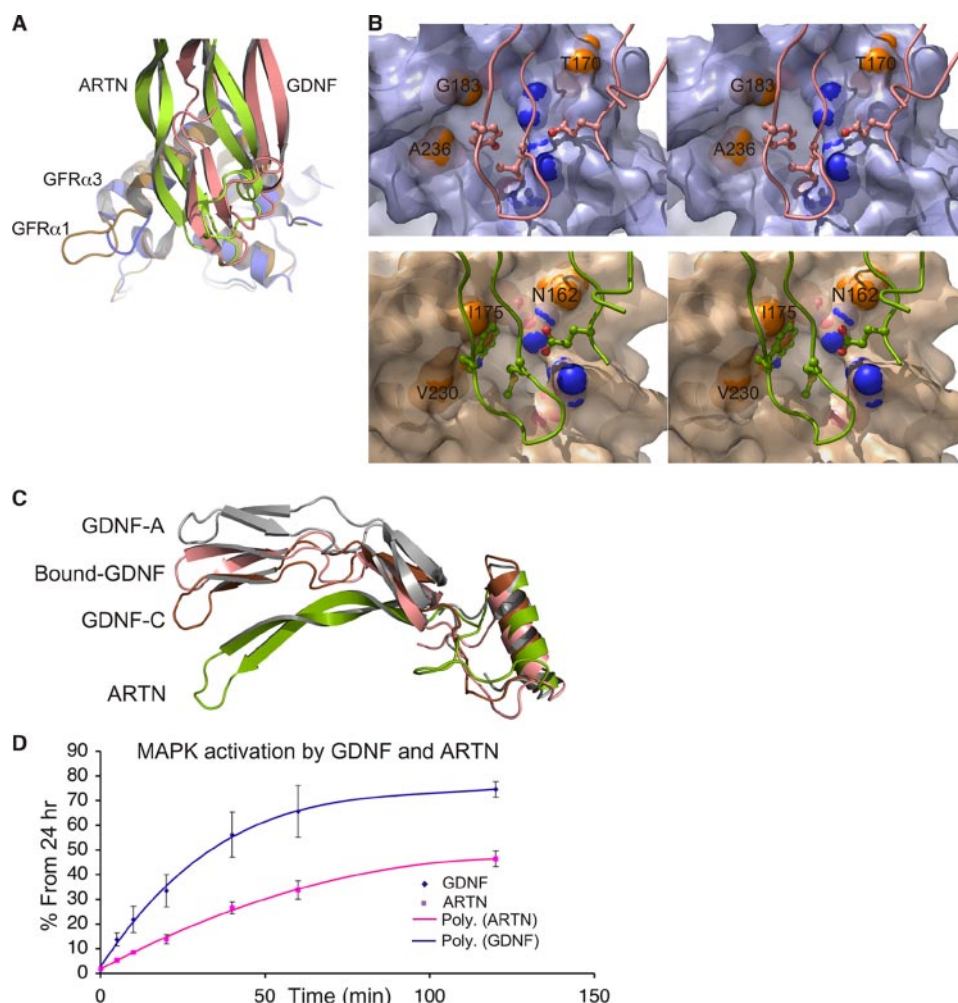 A
ARTN
GDNF
GFRα3
GFRα1
B
T170
G183
A236
T170
G183
A236
N162
I175
V230
N162
I175
V230
C
GDNF-A
Bound-GDNF
GDNF-C
ARTN
D
MAPK activation by GDNF and ARTN
% From 24 hr
90
80
70
60
50
40
30
20
10
0
GDNF
ARTN
Poly. (ARTN)
Poly. (GDNF)
0
50
100
150
Time (min)